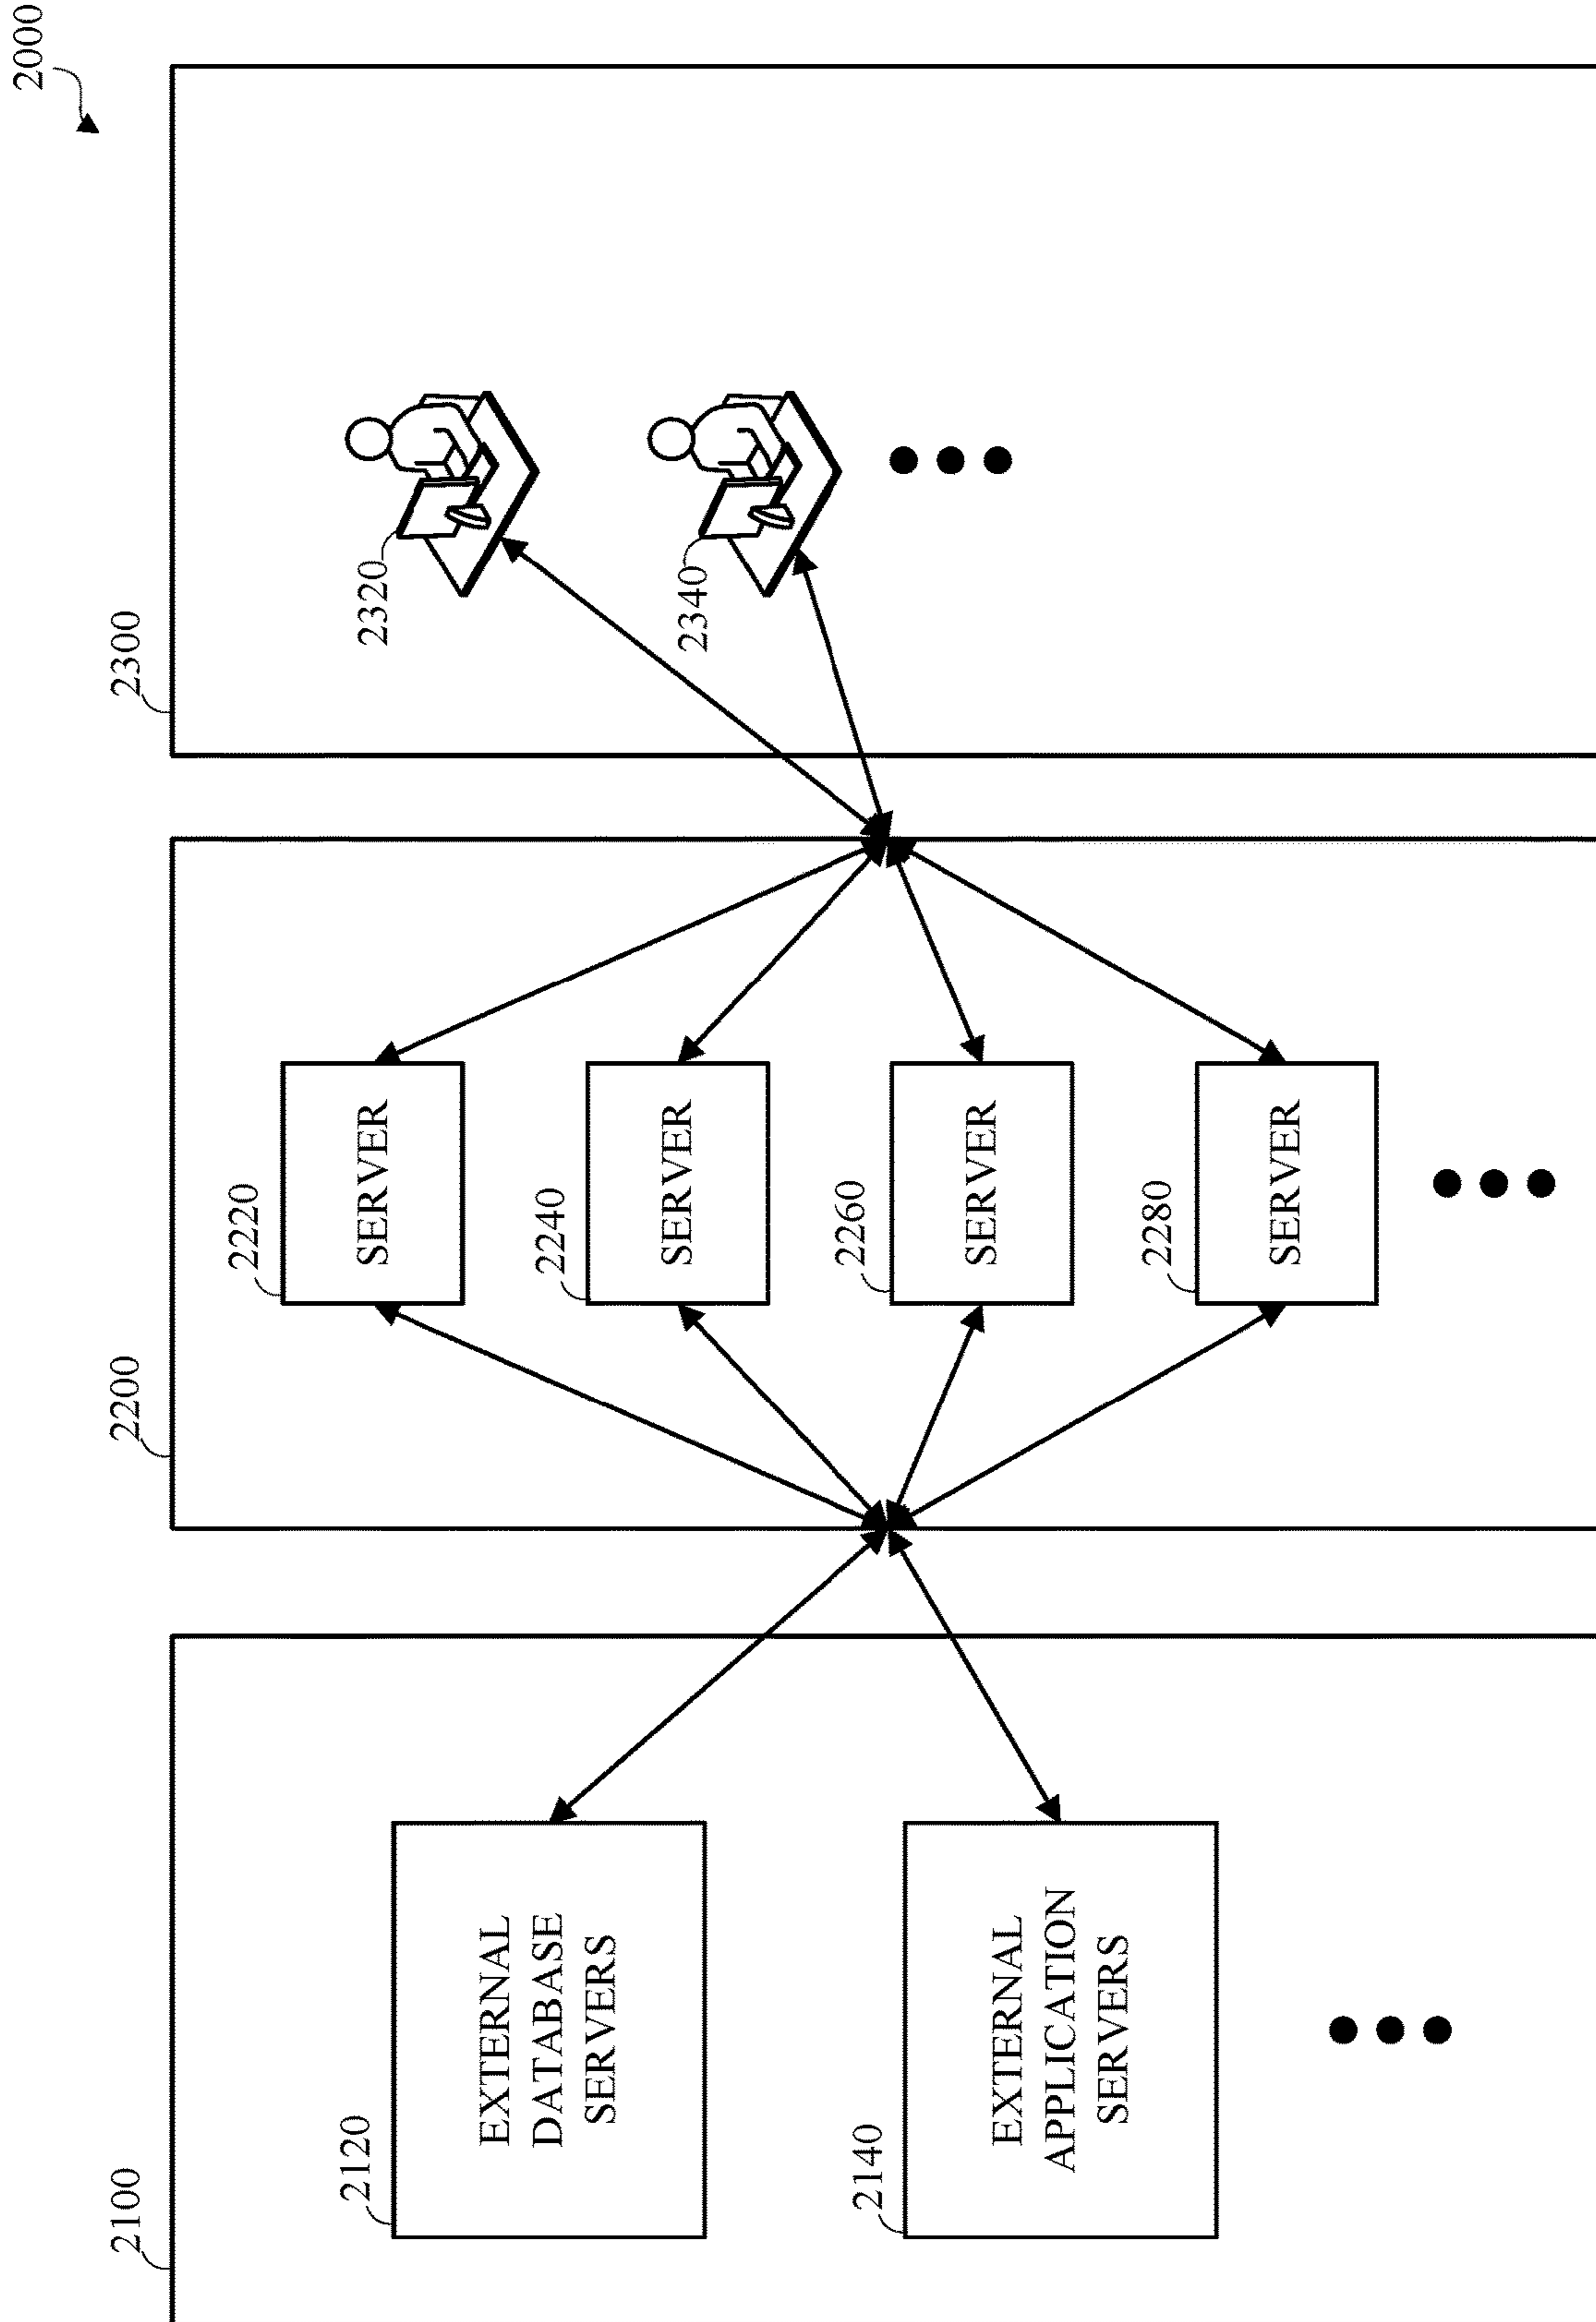 2000
2100
2200
2300
2120
EXTERNAL
DATABASE
SERVERS
2140
EXTERNAL
APPLICATION
SERVERS
2220
SERVER
2240
SERVER
2260
SERVER
2280
SERVER
2320
2340